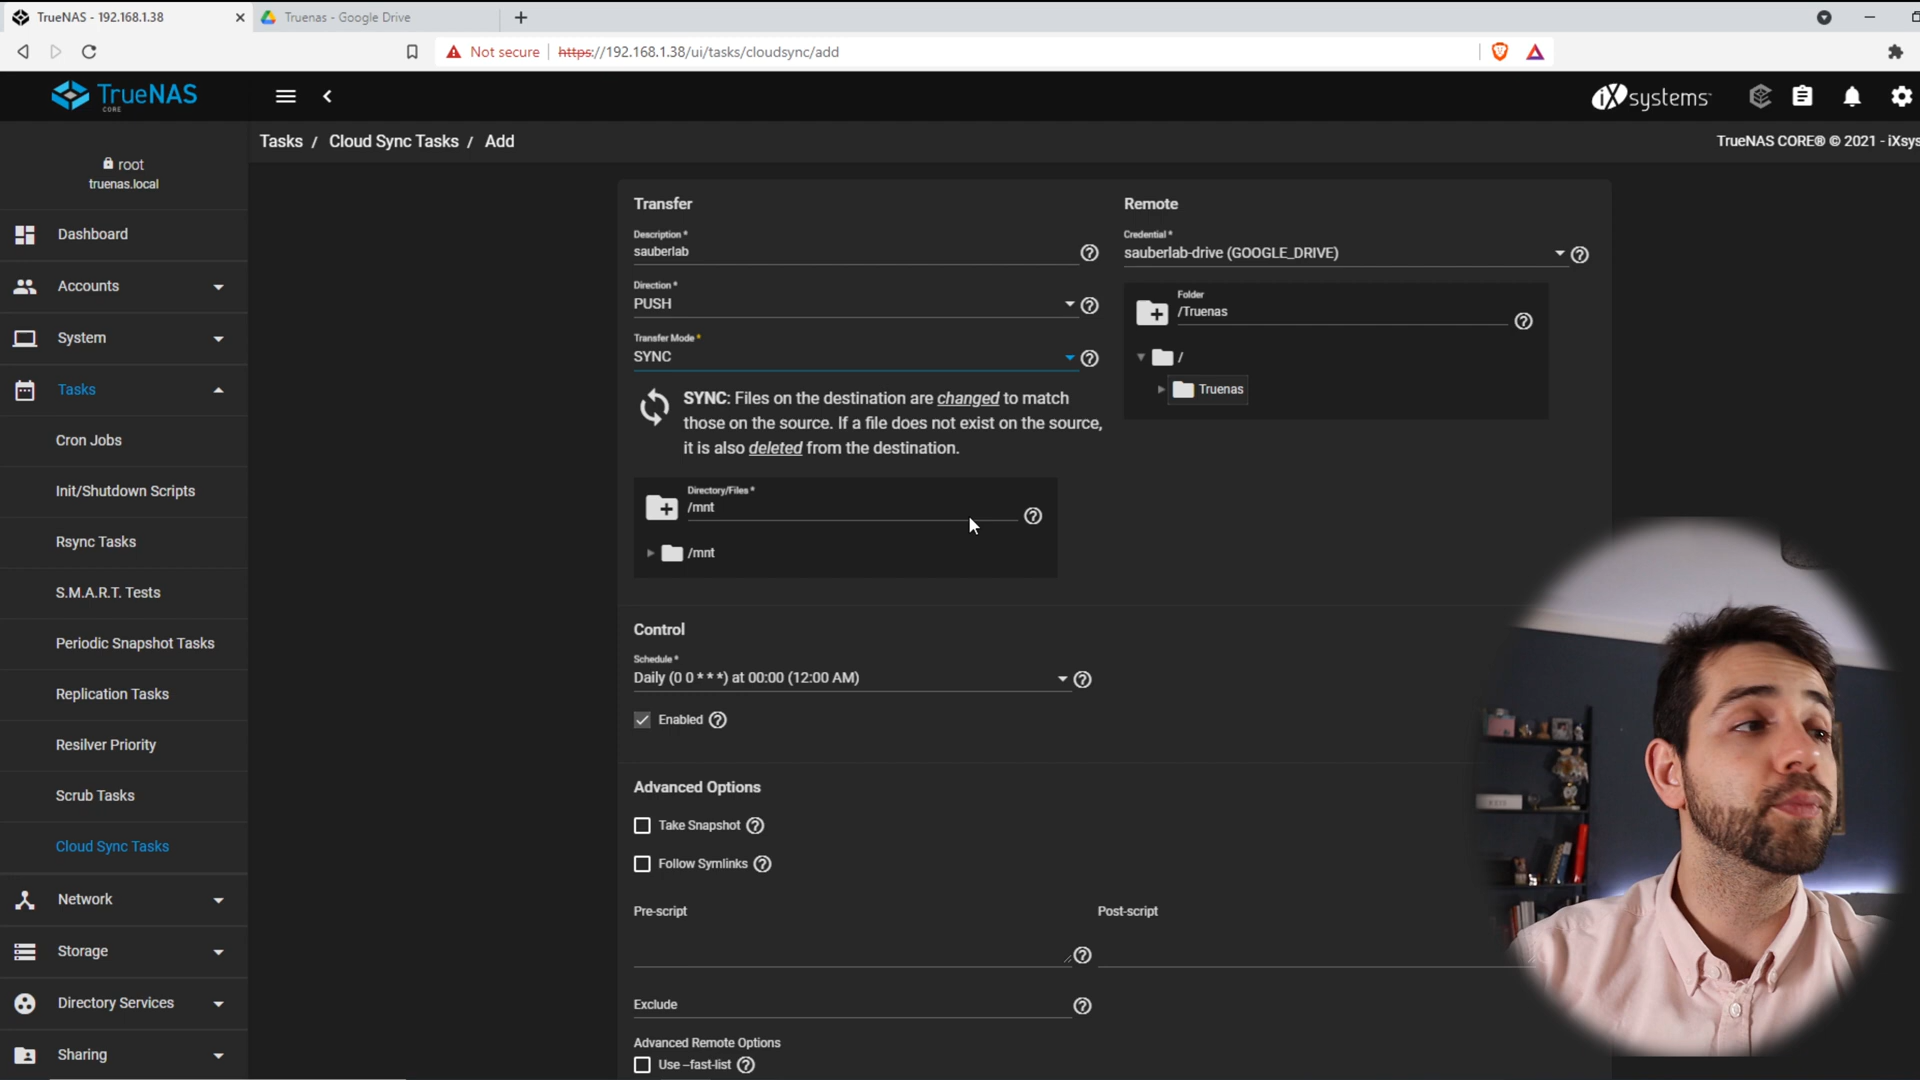 TrueNAS - 192.168.1.38
Truenas - Google Drive
Not secure
https://192.168.1.38/ui/tasks/cloudsync/add
TrueNAS
CORE
iXsystems
Tasks / Cloud Sync Tasks / Add
TrueNAS CORE® © 2021 - iXsys
root
truenas.local
Dashboard
Accounts
System
Tasks
Cron Jobs
Init/Shutdown Scripts
Rsync Tasks
S.M.A.R.T. Tests
Periodic Snapshot Tasks
Replication Tasks
Resilver Priority
Scrub Tasks
Cloud Sync Tasks
Network
Storage
Directory Services
Sharing
Transfer
Description *
sauberlab
Direction *
PUSH
Transfer Mode *
SYNC
SYNC: Files on the destination are changed to match
those on the source. If a file does not exist on the source,
it is also deleted from the destination.
Directory/Files *
/mnt
/mnt
Remote
Credential *
sauberlab-drive (GOOGLE_DRIVE)
Folder
/Truenas
/
Truenas
Control
Schedule *
Daily (0 0 * * *) at 00:00 (12:00 AM)
Enabled
Advanced Options
Take Snapshot
Follow Symlinks
Pre-script
Post-script
Exclude
Advanced Remote Options
Use --fast-list